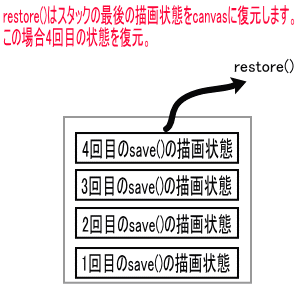 restore()はスタックの最後の描画状態をcanvasに復元します。
この場合4回目の状態を復元。
restore()
4回目のsave()の描画状態
3回目のsave()の描画状態
2回目のsave()の描画状態
1回目のsave()の描画状態